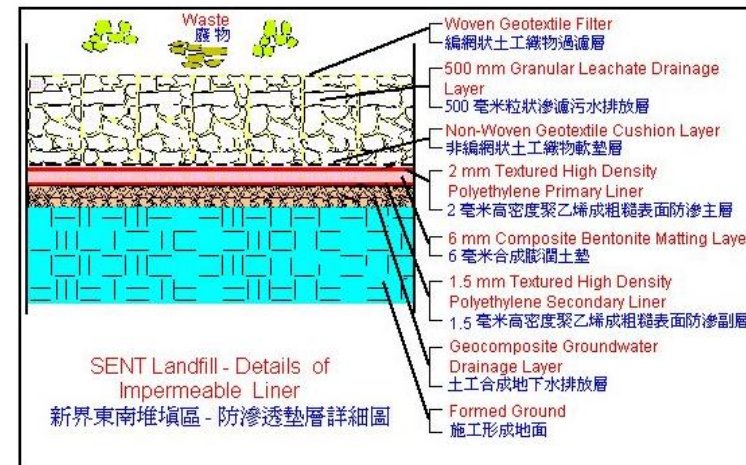 Waste
廢物
Woven Geotextile Filter
編網狀土工織物過濾層
500 mm Granular Leachate Drainage
Layer
500 毫米粒狀滲濾污水排放層
Non-Woven Geotextile Cushion Layer
非編網狀土工織物軟墊層
2 mm Textured High Density
Polyethylene Primary Liner
2 毫米高密度聚乙烯成粗糙表面防滲主層
6 mm Composite Bentonite Matting Laye
6 毫米合成膨潤土墊
1.5 mm Textured High Density
Polyethylene Secondary Liner
1.5 毫米高密度聚乙烯成粗糙表面防滲副層
Geocomposite Groundwater
Drainage Layer
土工合成地下水排放層
Formed Ground
施工形成地面
SENT Landfill - Details of
Impermeable Liner
新界東南堆填區 - 防滲透墊層詳細圖